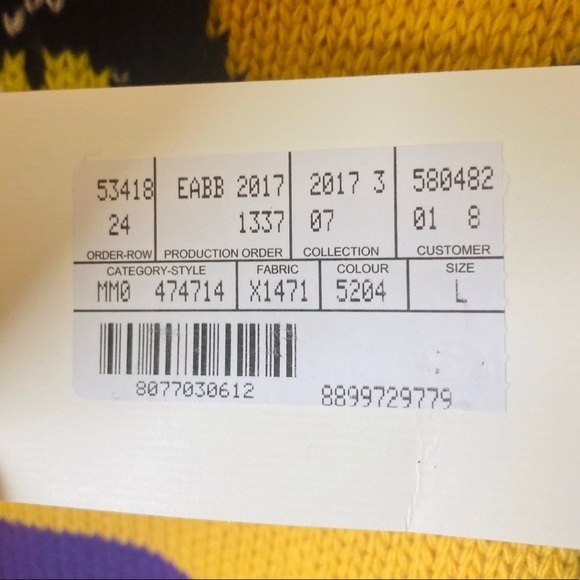 53418 EABB 2017 2017 3 580482
24 1337 07 01 8
ORDER-ROW PRODUCTION ORDER COLLECTION CUSTOMER
CATEGORY-STYLE FABRIC COLOUR SIZE
MM0 474714 X1471 5204 L
8077030612 8899729779